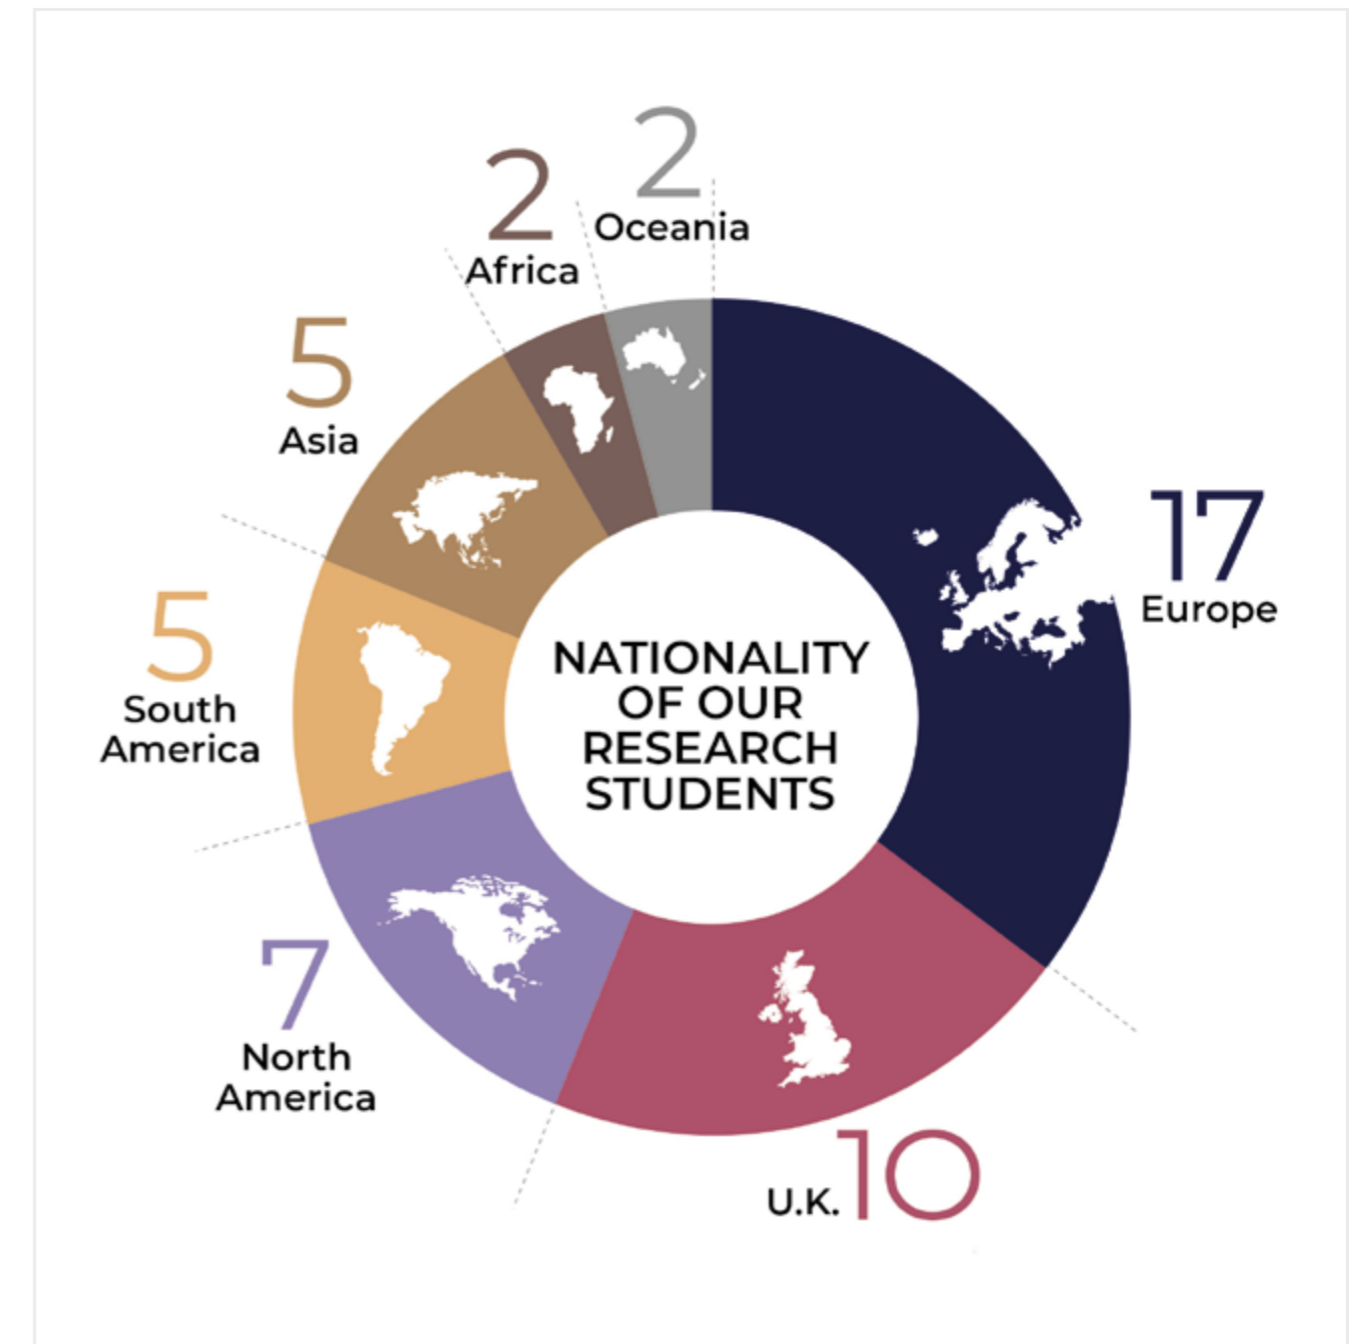 2
Oceania
2
Africa
5
Asia
17
Europe
5
South
America
NATIONALITY
OF OUR
RESEARCH
STUDENTS
7
North
America
U.K. 10